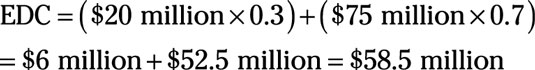 EDC = ($20 million × 0.3) + ($75 million × 0.7)
= $6 million + $52.5 million = $58.5 million